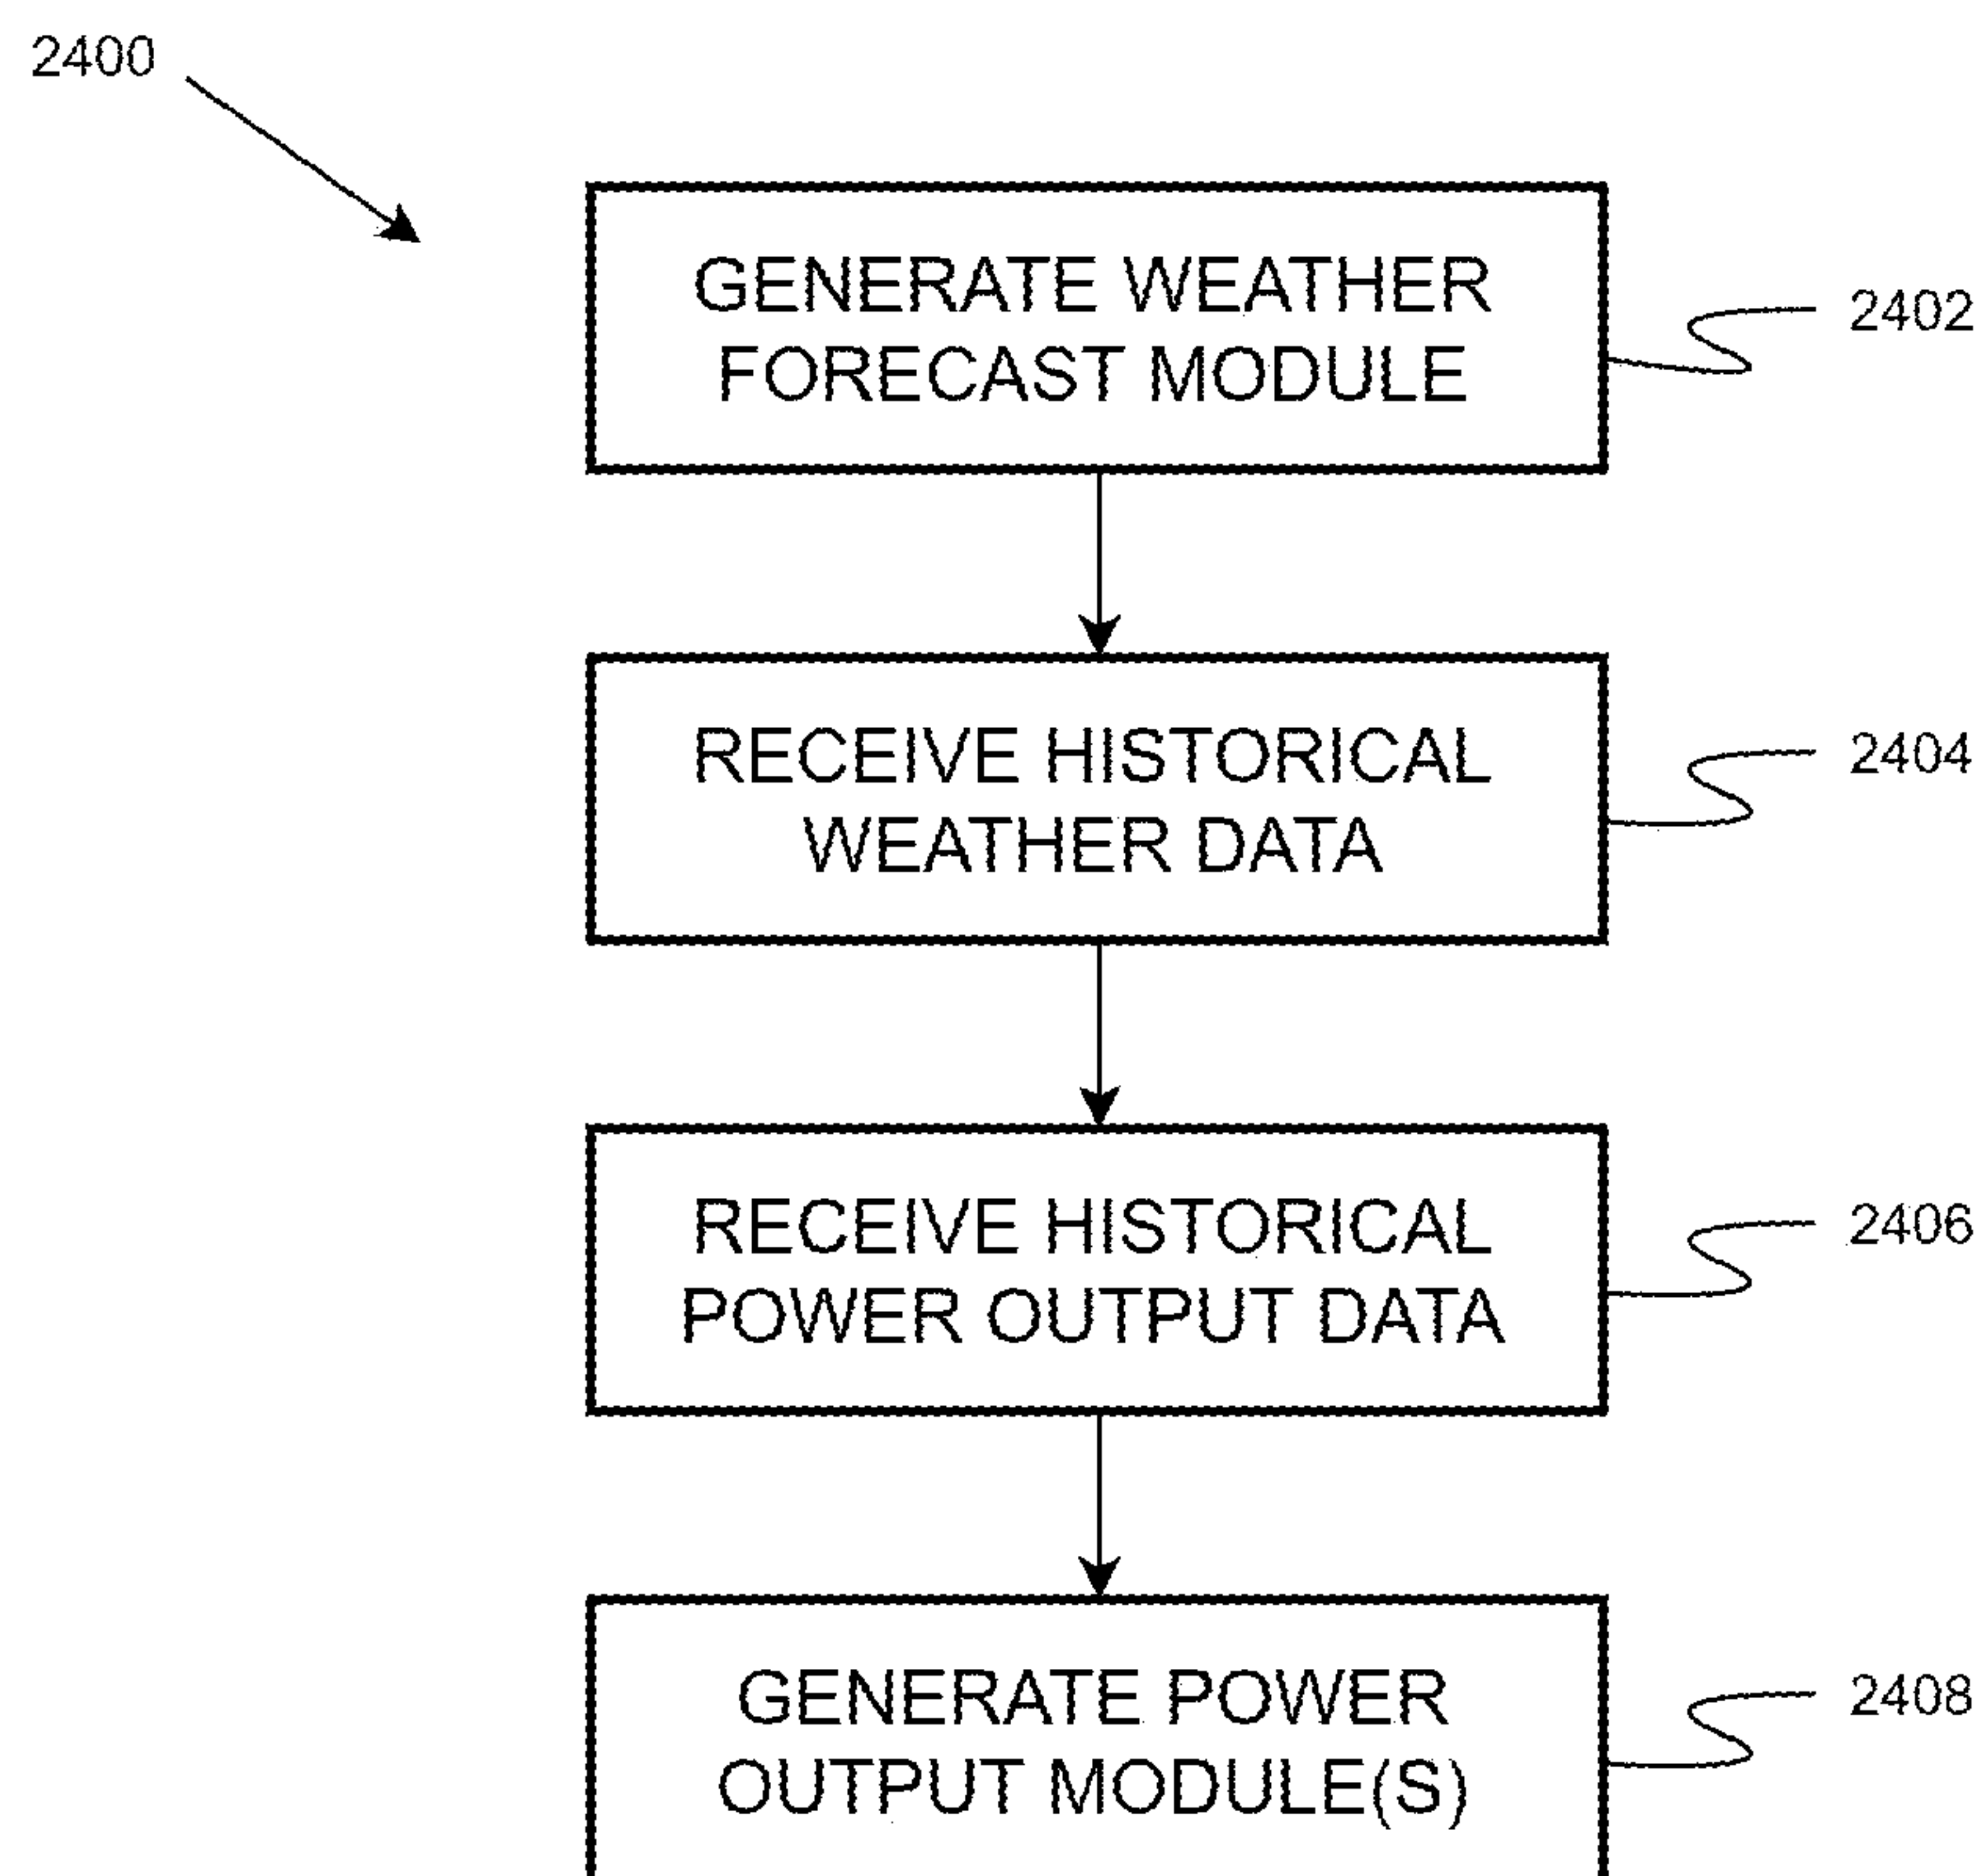 2400
GENERATE WEATHER
FORECAST MODULE
2402
RECEIVE HISTORICAL
WEATHER DATA
2404
RECEIVE HISTORICAL
POWER OUTPUT DATA
2406
GENERATE POWER
OUTPUT MODULE(S)
2408